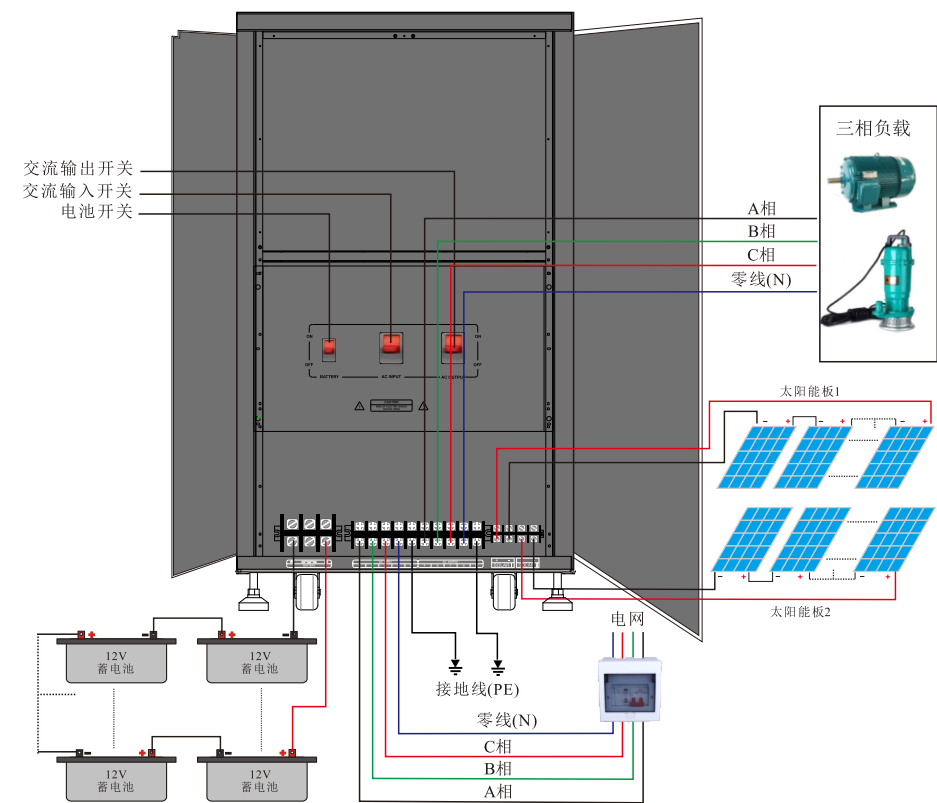 三相负载
交流输出开关
交流输入开关
电池开关
A相
B相
C相
零线(N)
ON
ON
OFF
OFF
BATTERY
AC INPUT
AC OUTPUT
CAUTION
太阳能板1
- + - + - +
- + - + - +
太阳能板2
电网
+ - + -
12V
蓄电池
12V
蓄电池
接地线(PE)
零线(N)
C相
B相
A相
- + - +
12V
蓄电池
12V
蓄电池